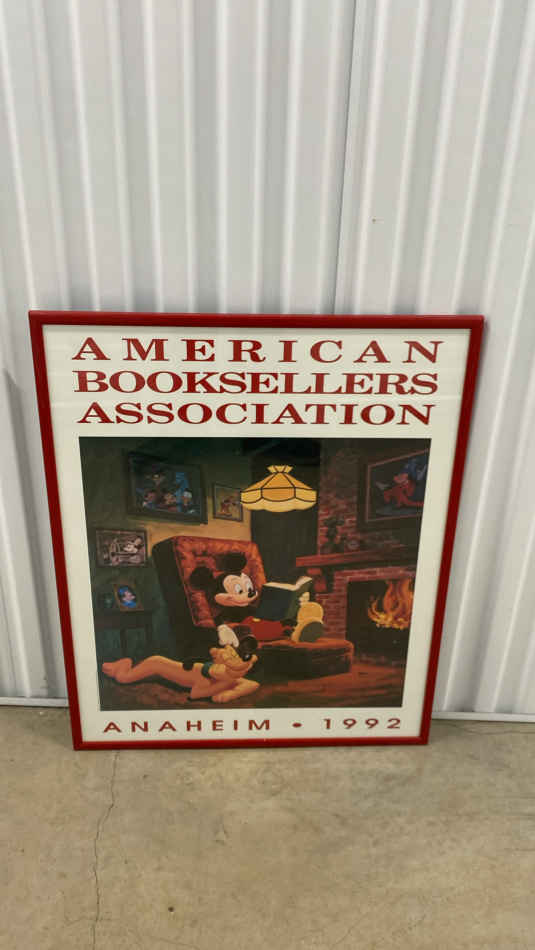 AMERICAN
BOOKSELLERS
ASSOCIATION
ANAHEIM • 1992